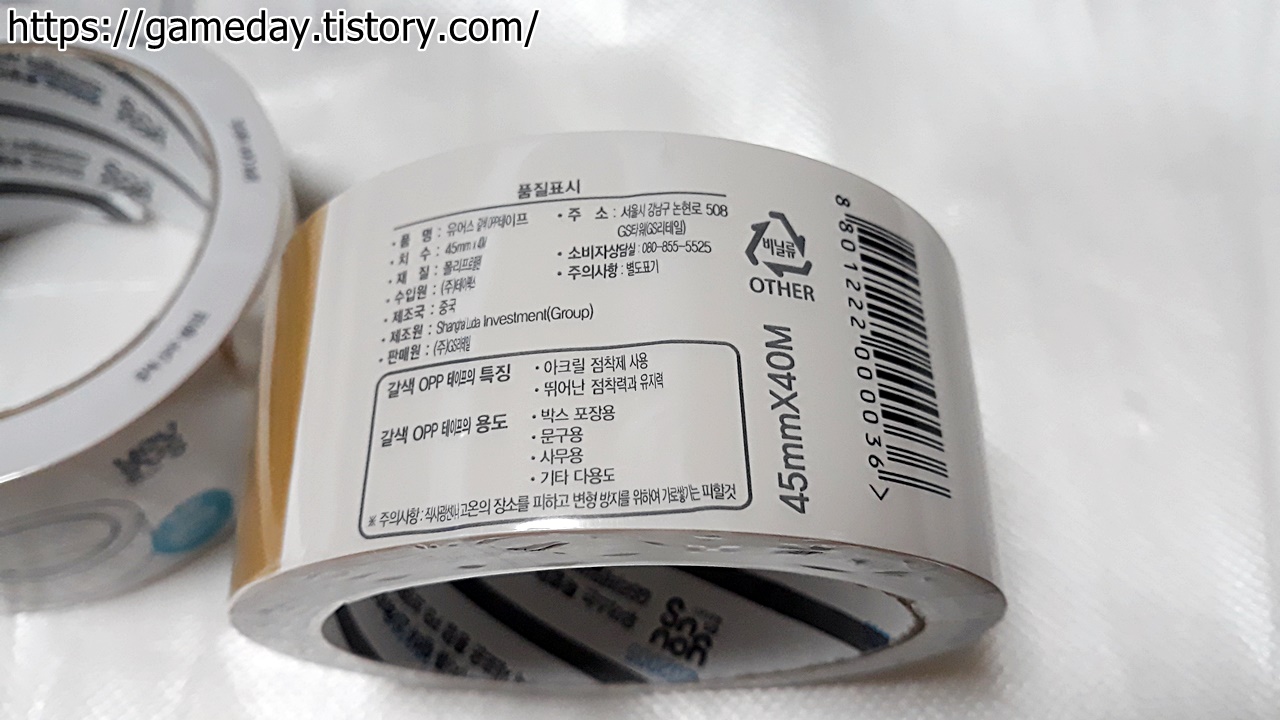 https://gameday.tistory.com/
품질표시
• 품 명 : 유어스 갈색 OPP 테이프
• 치 수 : 45mm x 40M
• 재 질 : 폴리프로필렌
• 수입원 : (주)테이팩스
• 제조국 : 중국
• 제조원 : Shanghai Luda Investment(Group)
• 판매원 : (주)GS리테일
• 주 소 : 서울시 강남구 논현로 508
GS타워(GS리테일)
• 소비자상담실 : 080-855-5525
• 주의사항 : 별도표기
갈색 OPP 테이프의 특징
• 아크릴 점착제 사용
• 뛰어난 점착력과 유지력
갈색 OPP 테이프의 용도
• 박스 포장용
• 문구용
• 사무용
• 기타 다용도
※ 주의사항 : 직사광선이나 고온의 장소를 피하고 변형 방지를 위하여 가로쌓기는 피할것
비닐류
OTHER
45mmX40M
8 801222 000036 >
YOU US